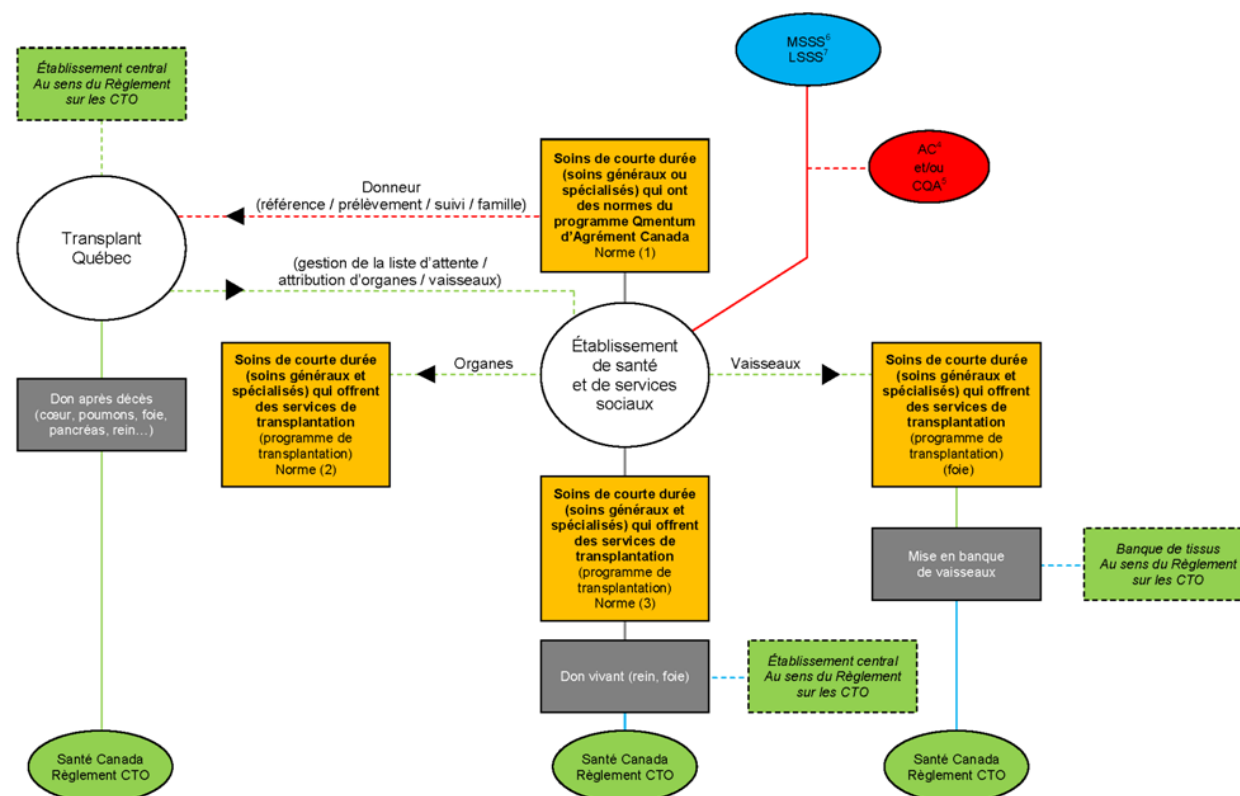 MSSS⁶
LSSS⁷
Établissement central
Au sens du Règlement
sur les CTO
AC⁴
et/ou
CQA⁵
Soins de courte durée
(soins généraux ou
spécialisés) qui ont
des normes du
programme Qmentum
d'Agrément Canada
Norme (1)
Donneur
(référence / prélèvement / suivi / famille)
Transplant
Québec
(gestion de la liste d'attente /
attribution d'organes / vaisseaux)
Établissement
de santé
et de services
sociaux
Organes
Vaisseaux
Soins de courte durée
(soins généraux et
spécialisés) qui offrent
des services de
transplantation
(programme de
transplantation)
Norme (2)
Soins de courte durée
(soins généraux et
spécialisés) qui offrent
des services de
transplantation
(programme de
transplantation)
(foie)
Don après décès
(cœur, poumons, foie,
pancréas, rein…)
Soins de courte durée
(soins généraux et
spécialisés) qui offrent
des services de
transplantation
(programme de
transplantation)
Norme (3)
Mise en banque
de vaisseaux
Banque de tissus
Au sens du Règlement
sur les CTO
Don vivant (rein, foie)
Établissement central
Au sens du Règlement
sur les CTO
Santé Canada
Règlement CTO
Santé Canada
Règlement CTO
Santé Canada
Règlement CTO